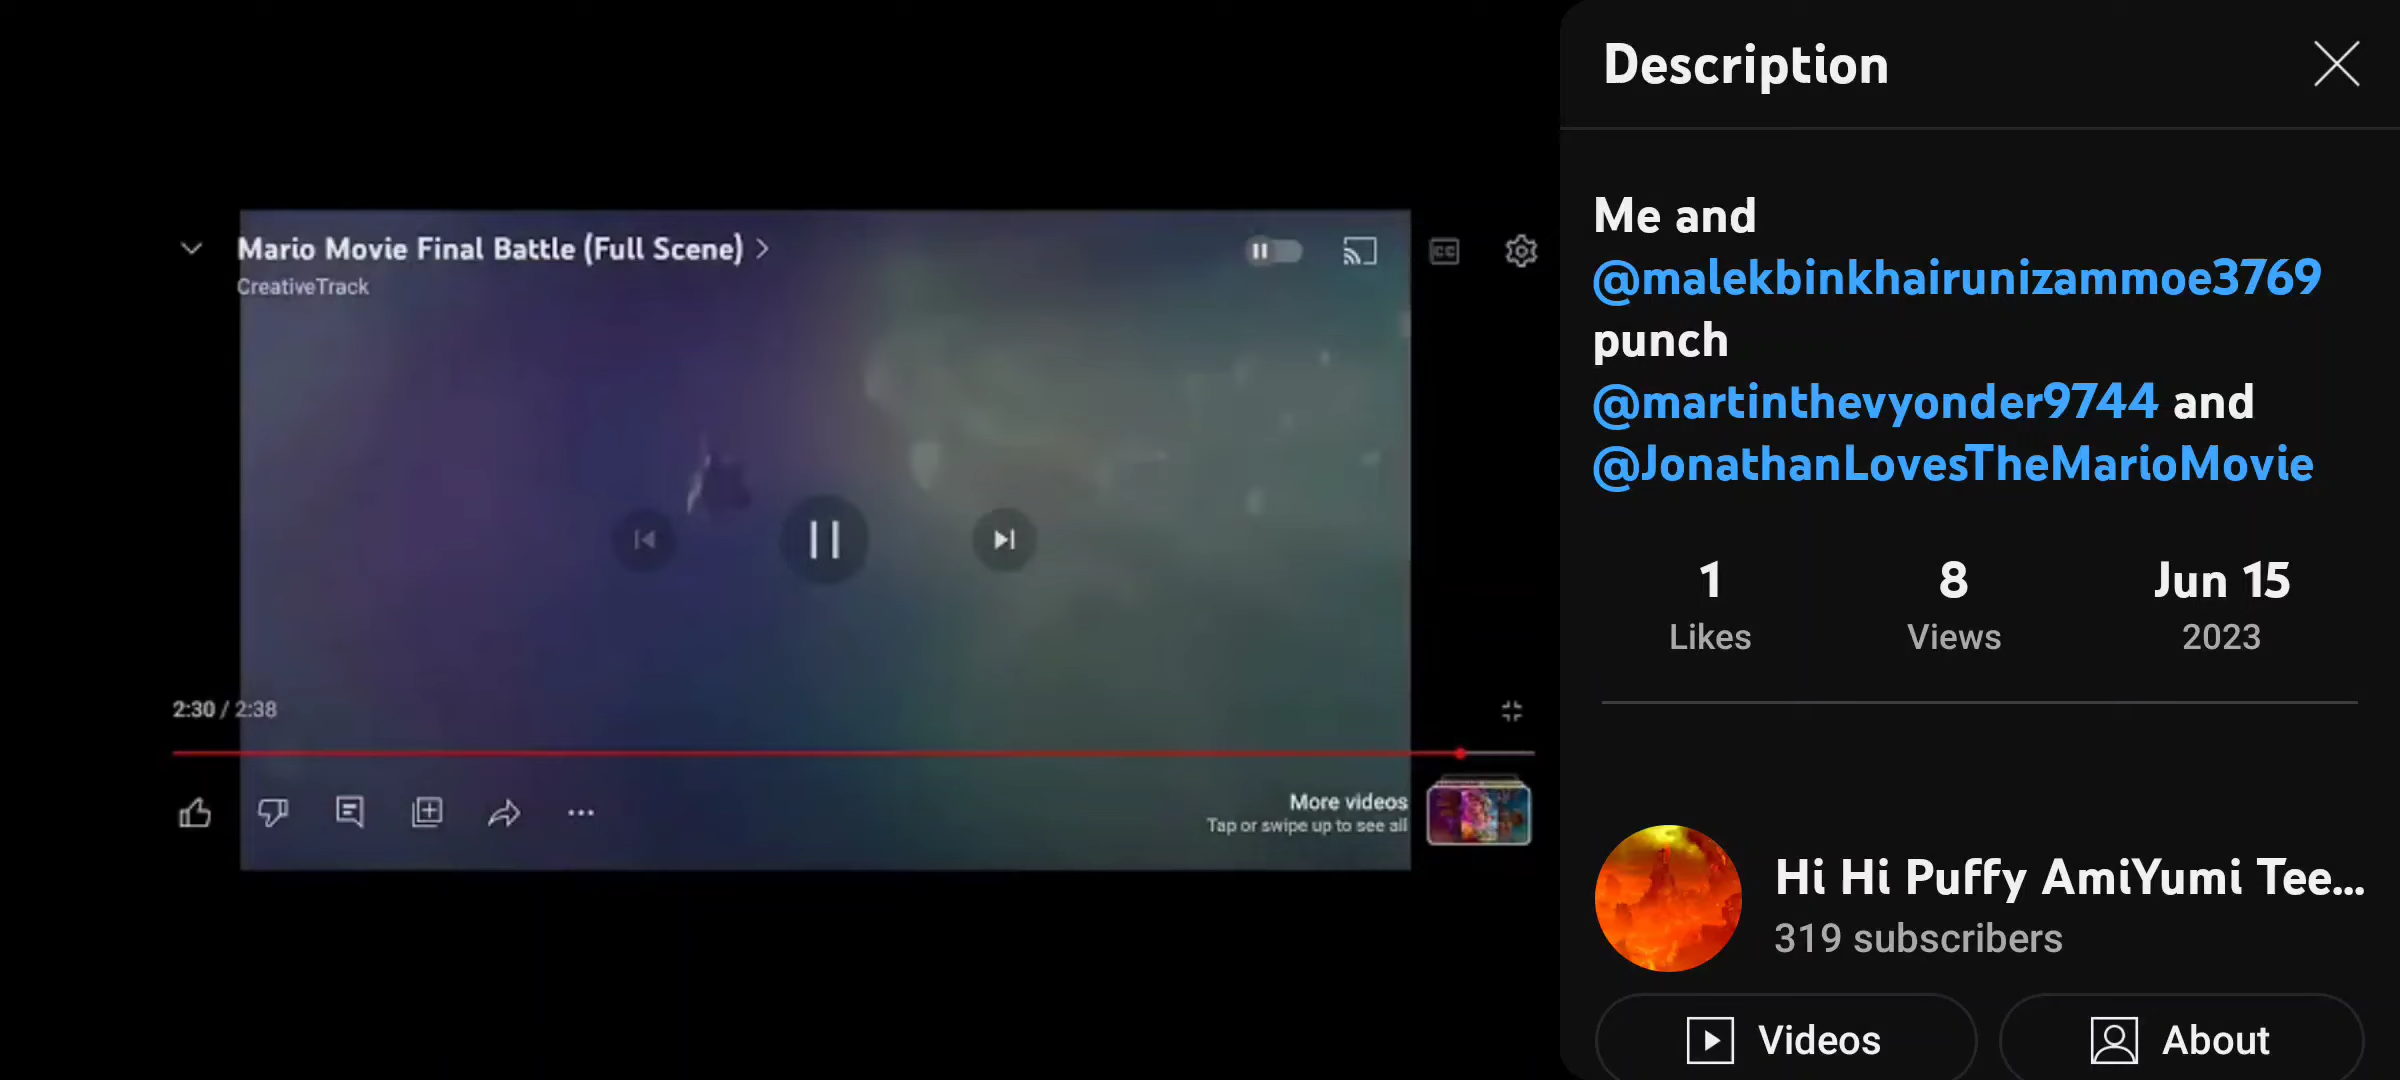 Mario Movie Final Battle (Full Scene)
CreativeTrack
CC
2:30 / 2:38
More videos
Tap or swipe up to see all
Description
Me and
@malekbinkhairunizammoe3769
punch
@martinthevyonder9744 and
@JonathanLovesTheMarioMovie
1
Likes
8
Views
Jun 15
2023
Hi Hi Puffy AmiYumi Tee...
319 subscribers
Videos
About